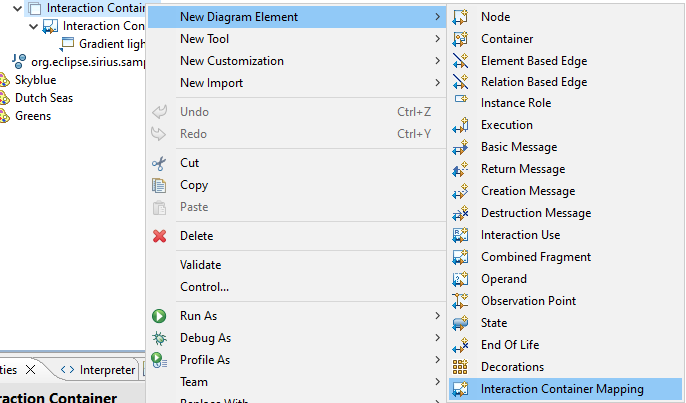 Interaction Contain
Interaction Con
Gradient ligh
org.eclipse.sirius.samp
Skyblue
Dutch Seas
Greens
New Diagram Element
New Tool
New Customization
New Import
Undo Ctrl+Z
Redo Ctrl+Y
Cut
Copy
Paste
Delete
Validate
Control...
Run As
Debug As
Profile As
Team
Replace With
Node
Container
Element Based Edge
Relation Based Edge
Instance Role
Execution
Basic Message
Return Message
Creation Message
Destruction Message
Interaction Use
Combined Fragment
Operand
Observation Point
State
End Of Life
Decorations
Interaction Container Mapping
ties
Interpreter
raction Container